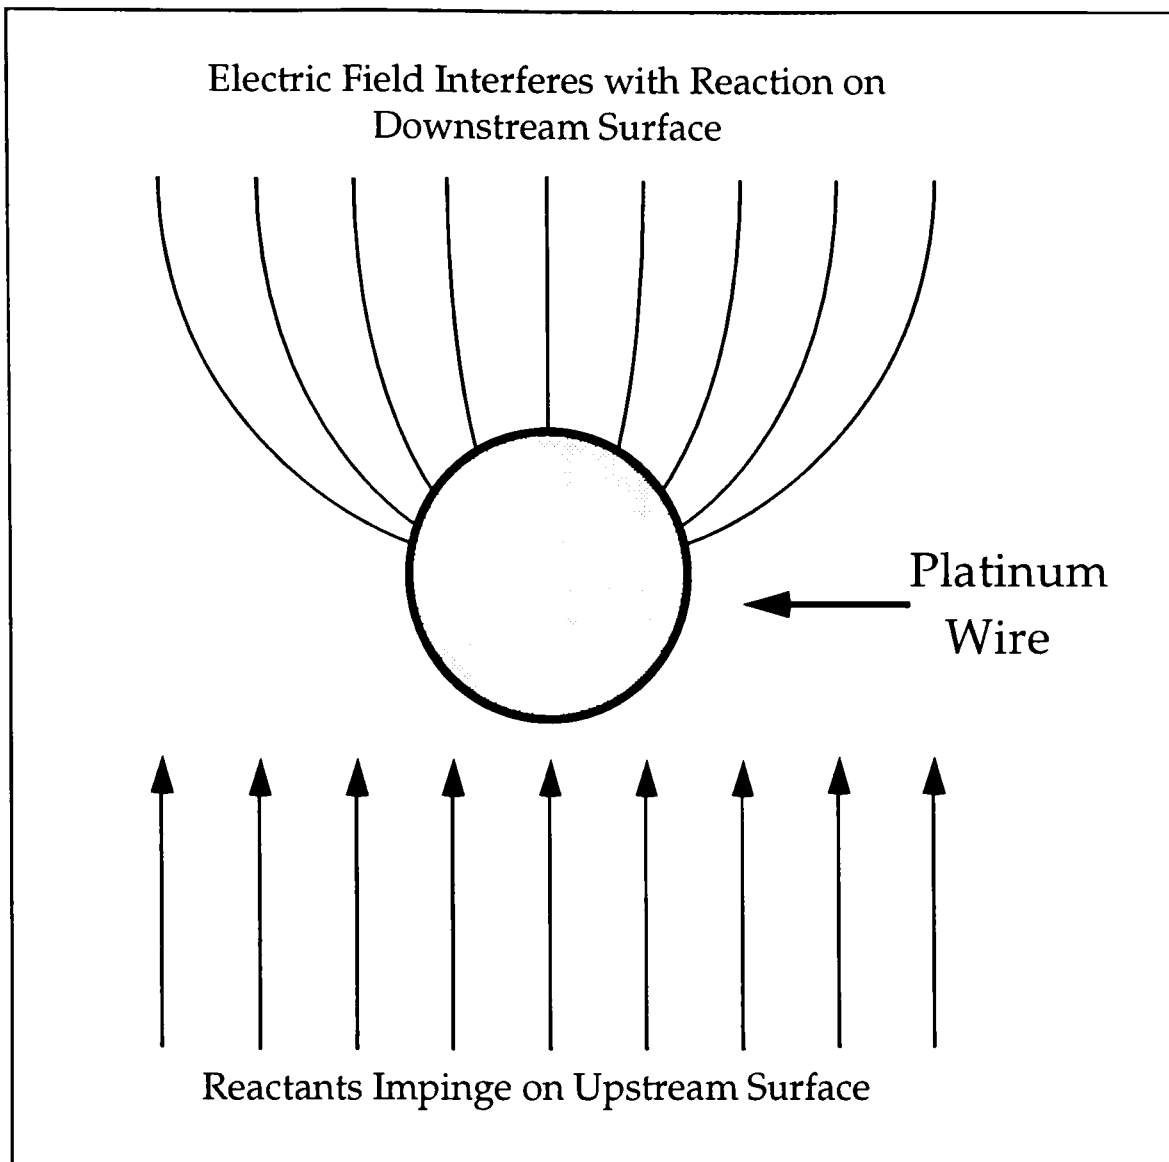 Electric Field Interferes with Reaction on
Downstream Surface
Platinum
Wire
Reactants Impinge on Upstream Surface